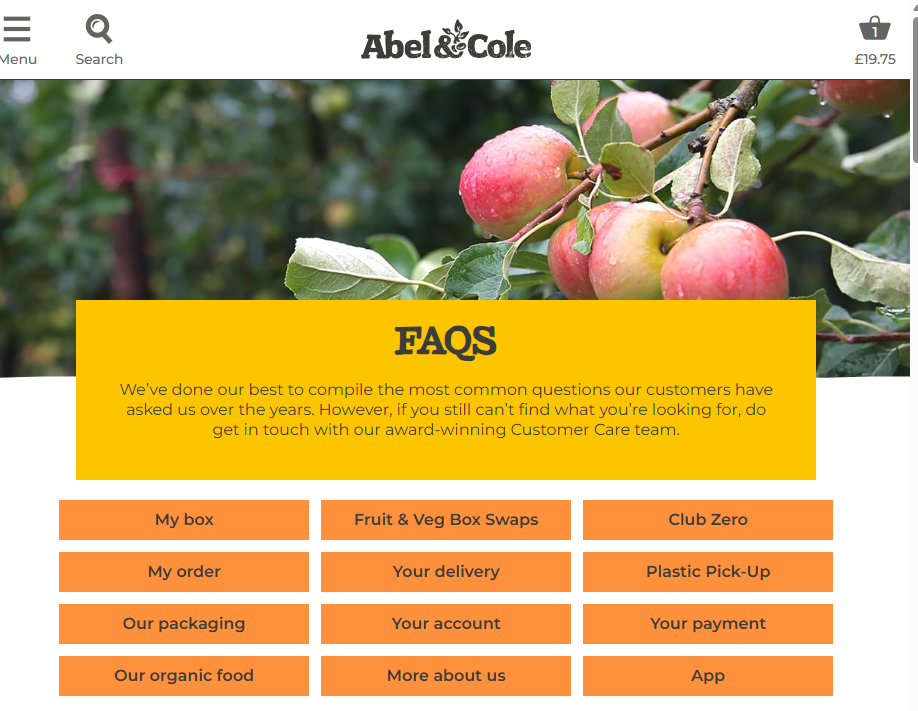 Menu
Search
Abel & Cole
1
£19.75
FAQS
We've done our best to compile the most common questions our customers have
asked us over the years. However, if you still can't find what you're looking for, do
get in touch with our award-winning Customer Care team.
My box
Fruit & Veg Box Swaps
Club Zero
My order
Your delivery
Plastic Pick-Up
Our packaging
Your account
Your payment
Our organic food
More about us
App